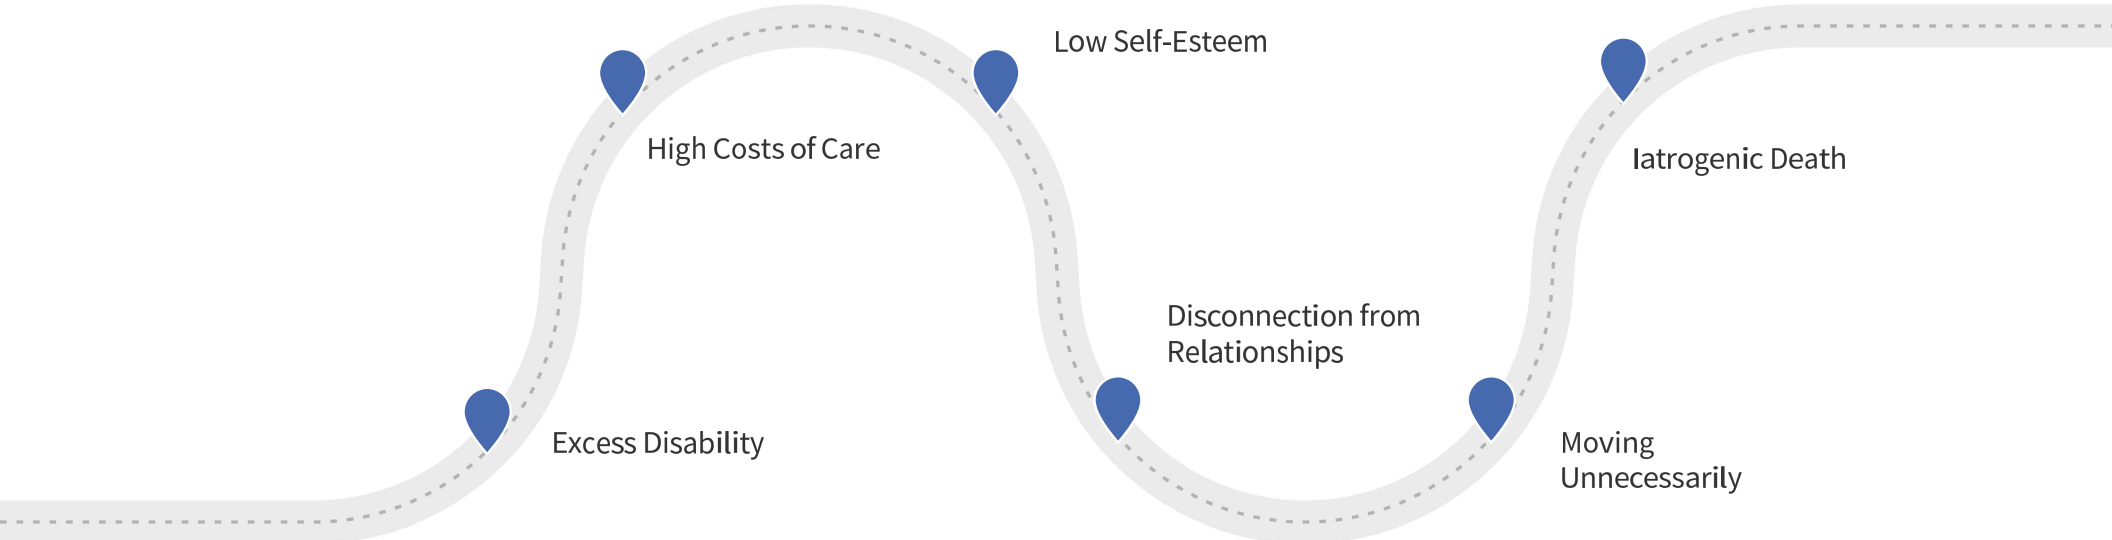 Low Self-Esteem
High Costs of Care
Iatrogenic Death
Disconnection from
Relationships
Excess Disability
Moving
Unnecessarily